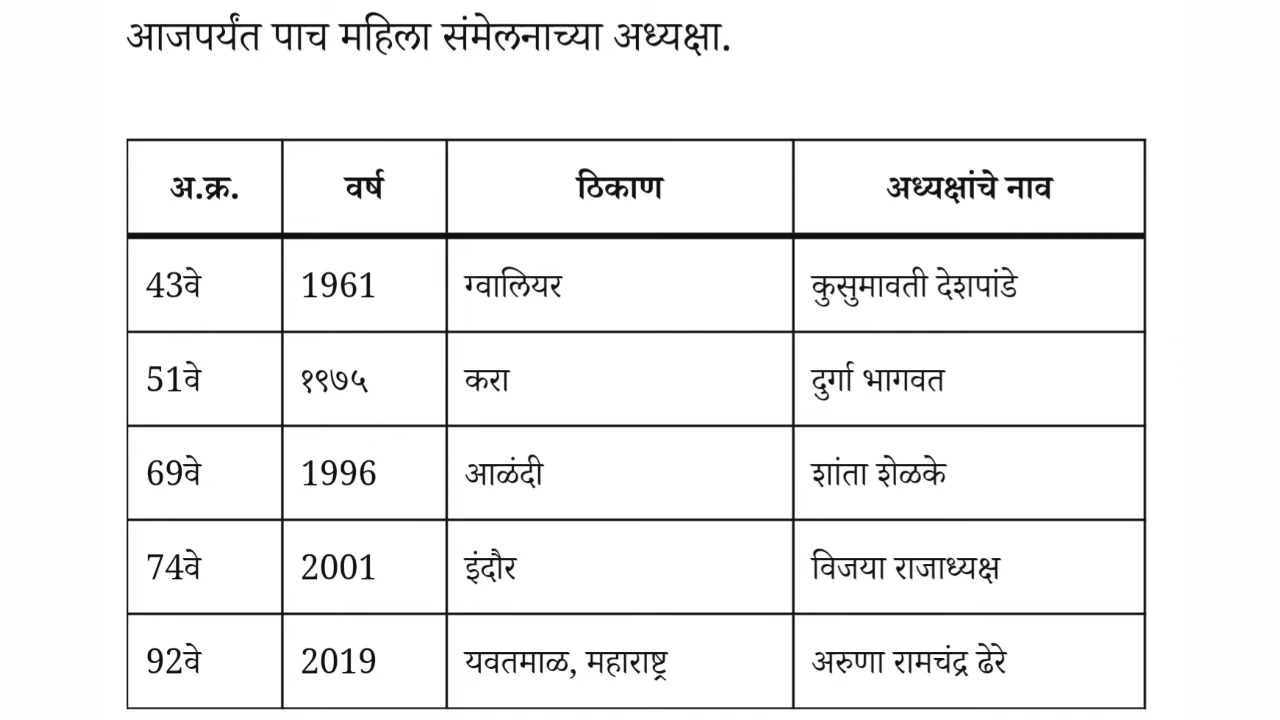 आजपर्यंत पाच महिला संमेलनाच्या अध्यक्षा.
अ.क्र. वर्ष ठिकाण अध्यक्षांचे नाव
43वे 1961 ग्वालियर कुसुमावती देशपांडे
51वे १९७५ करा दुर्गा भागवत
69वे 1996 आळंदी शांता शेळके
74वे 2001 इंदौर विजया राजाध्यक्ष
92वे 2019 यवतमाळ, महाराष्ट्र अरुणा रामचंद्र ढेरे